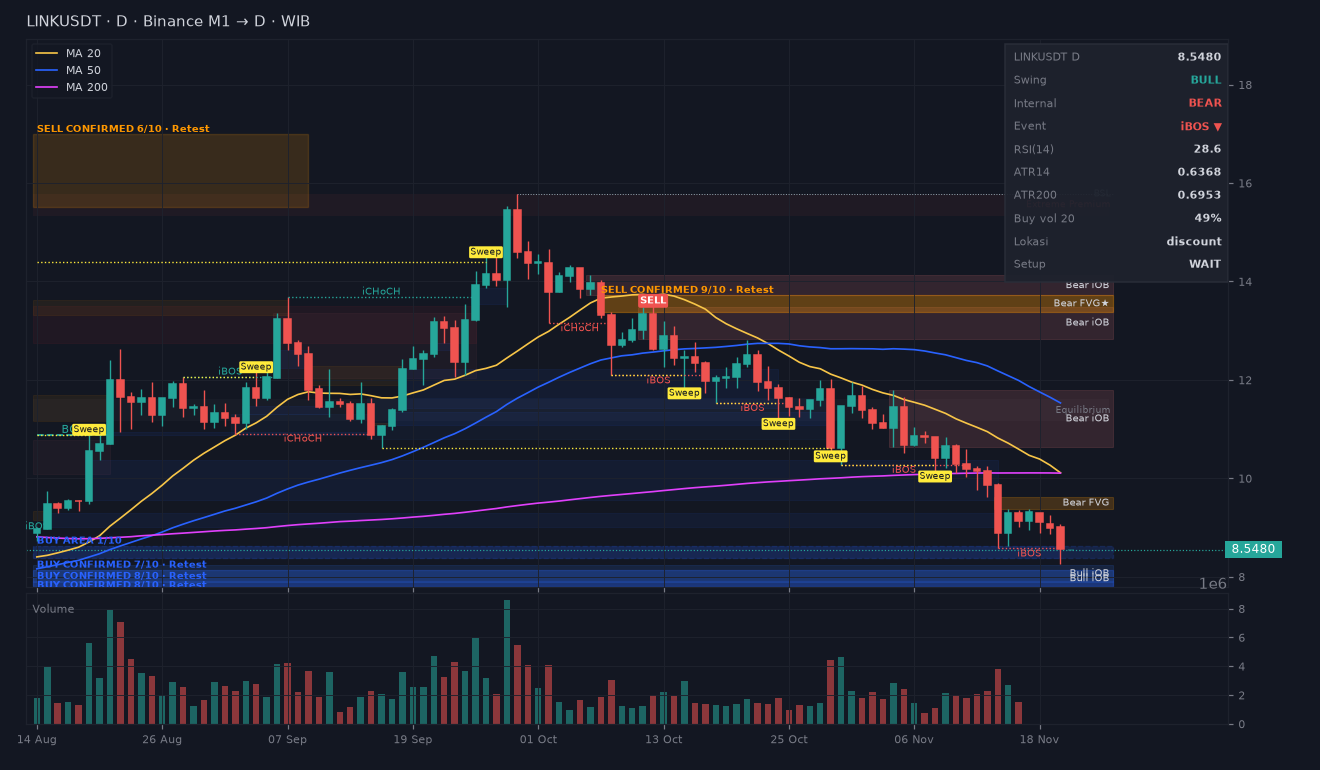 LINKUSDT · D · Binance M1 → D · WIB
MA 20
MA 50
MA 200
LINKUSDT D 8.5480
Swing BULL
Internal BEAR
Event iBOS ▼
RSI(14) 28.6
ATR14 0.6368
ATR200 0.6953
Buy vol 20 49%
Lokasi discount
Setup WAIT
18
16
14
12
10
8
SELL CONFIRMED 6/10 · Retest
Sweep
iCHoCH
SELL CONFIRMED 9/10 · Retest
SELL
Bear iOB
Bear FVG★
Bear iOB
iCHoCH
iBOS
Sweep
iBOS
Sweep
iBOS
Sweep
Equilibrium
Bear iOB
Sweep
Sweep
iCHoCH
Sweep
iBOS
Sweep
Bear FVG
iBOS
BUY AREA 1/10
8.5480
BUY CONFIRMED 7/10 · Retest
BUY CONFIRMED 8/10 · Retest
BUY CONFIRMED 8/10 · Retest
Bull iOB
Bull iOB
1e6
Volume
8
6
4
2
0
14 Aug
26 Aug
07 Sep
19 Sep
01 Oct
13 Oct
25 Oct
06 Nov
18 Nov